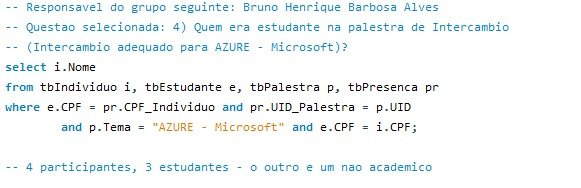 -- Responsavel do grupo seguinte: Bruno Henrique Barbosa Alves
-- Questao selecionada: 4) Quem era estudante na palestra de Intercambio
-- (Intercambio adequado para AZURE - Microsoft)?
select i.Nome
from tbIndividuo i, tbEstudante e, tbPalestra p, tbPresenca pr
where e.CPF = pr.CPF_Individuo and pr.UID_Palestra = p.UID
and p.Tema = "AZURE - Microsoft" and e.CPF = i.CPF;
-- 4 participantes, 3 estudantes - o outro e um nao academico